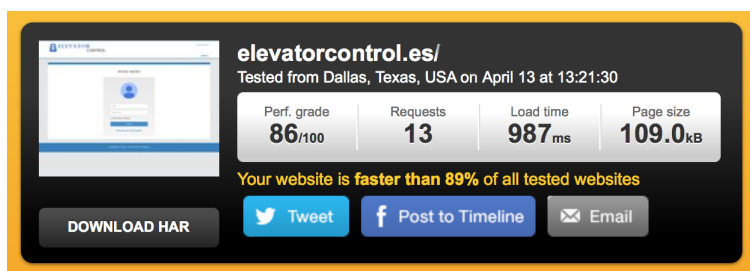 ELEVATOR
CONTROL
elevatorcontrol.es/
Tested from Dallas, Texas, USA on April 13 at 13:21:30
Perf. grade
86/100
Requests
13
Load time
987ms
Page size
109.0kB
Your website is faster than 89% of all tested websites
DOWNLOAD HAR
Tweet
f Post to Timeline
Email